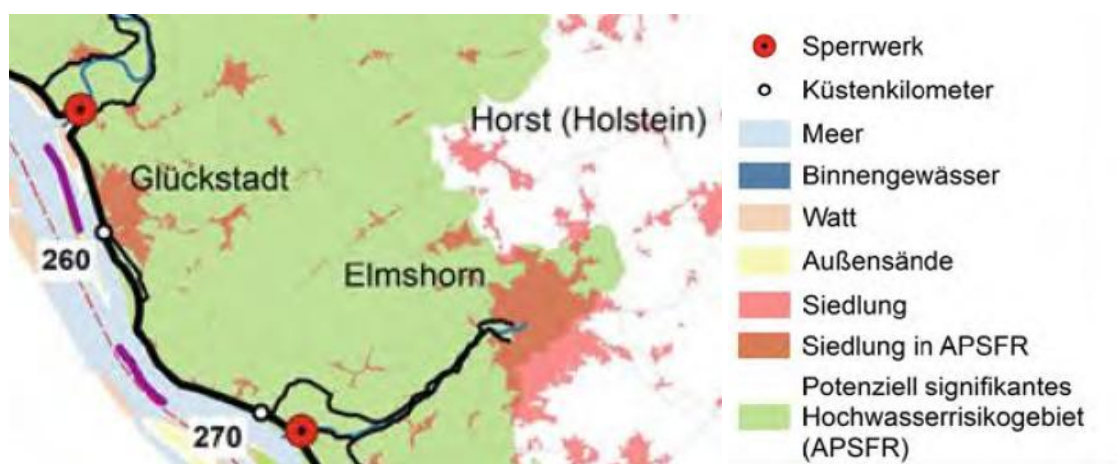 Horst (Holstein)
Glückstadt
260
Elmshorn
270
Sperrwerk
Küstenkilometer
Meer
Binnengewässer
Watt
Außensände
Siedlung
Siedlung in APSFR
Potenziell signifikantes
Hochwasserrisikogebiet
(APSFR)